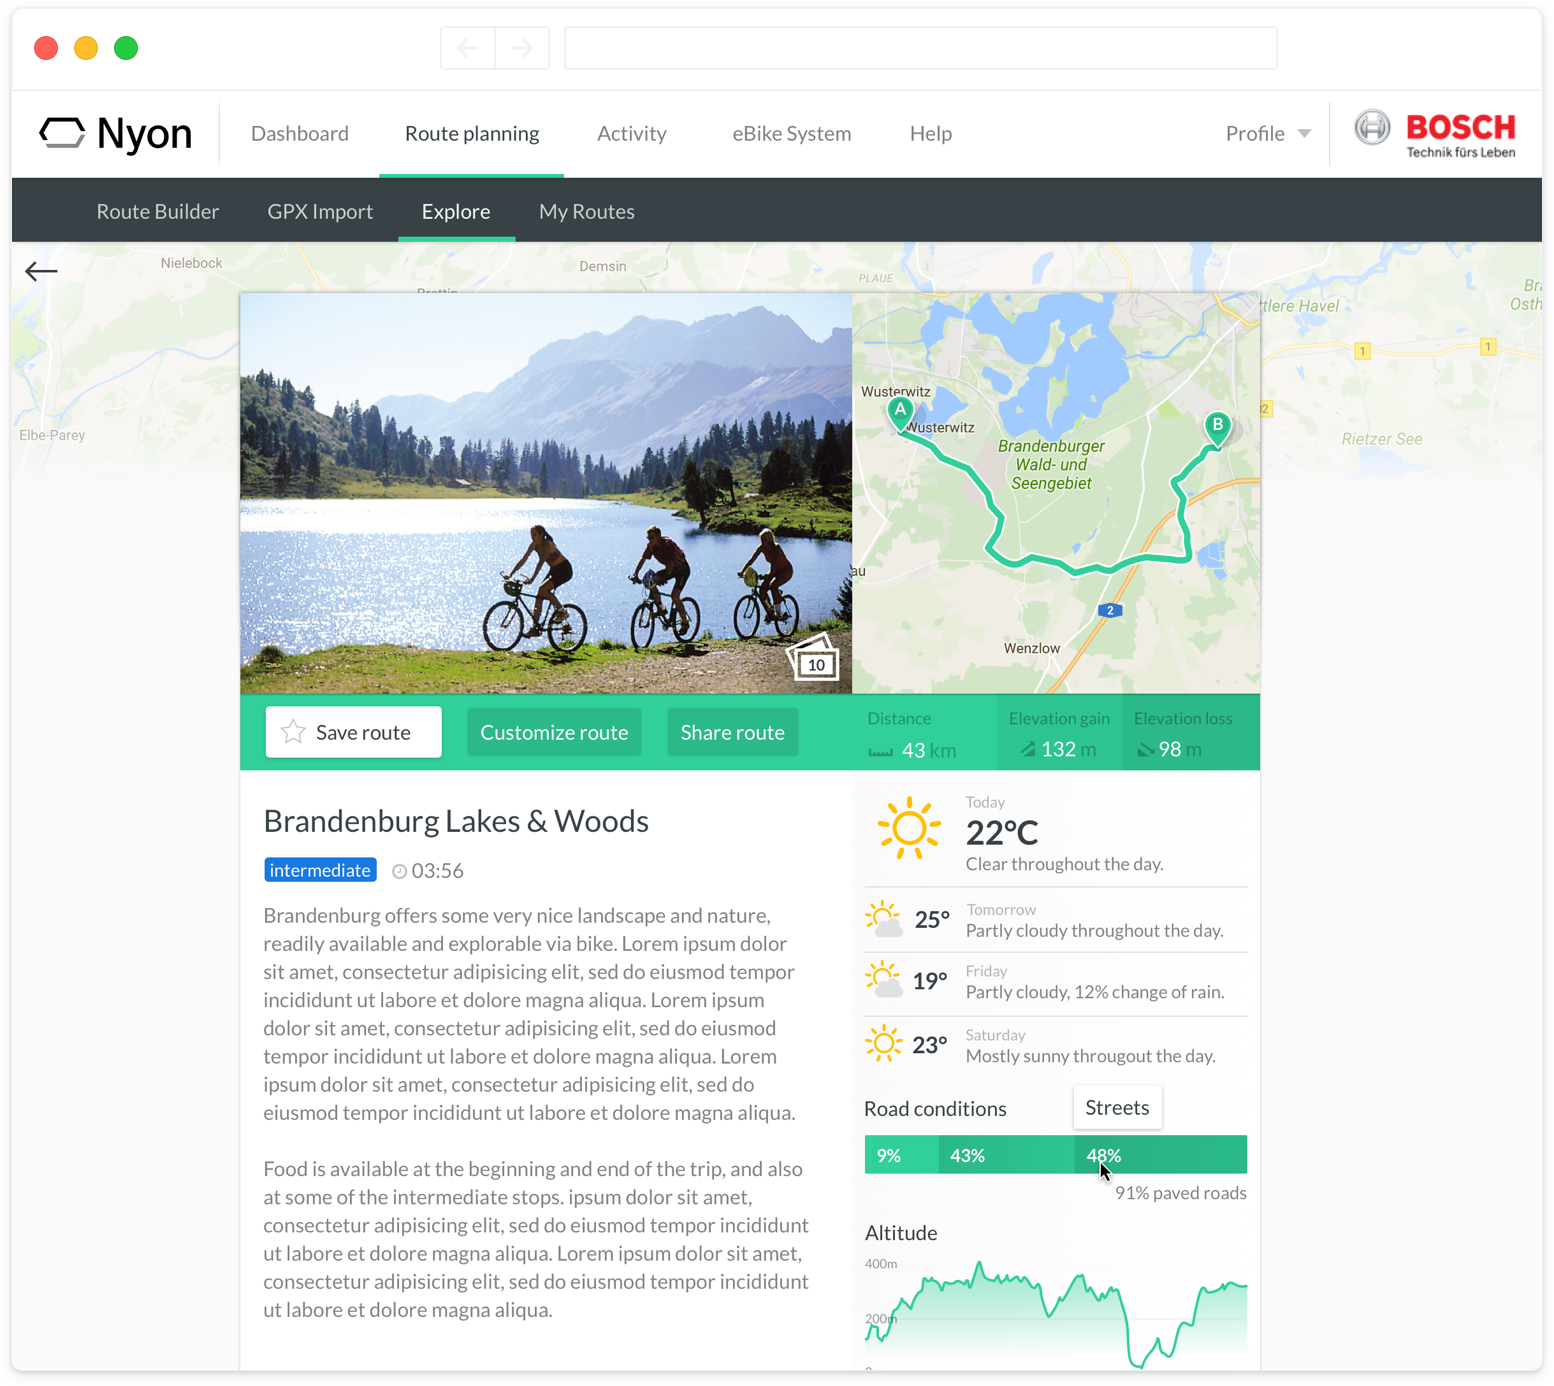 Nyon
Dashboard
Route planning
Activity
eBike System
Help
Profile
BOSCH
Technik fürs Leben
Route Builder
GPX Import
Explore
My Routes
Nielebock
Demsin
PLAUE
ttlere Havel
Osth
1
1
Elbe-Parey
Rietzer See
Wusterwitz
A
Wusterwitz
B
Brandenburger
Wald- und
Seengebiet
au
2
Wenzlow
10
Save route
Customize route
Share route
Distance
43 km
Elevation gain
132 m
Elevation loss
98 m
Brandenburg Lakes & Woods
intermediate
03:56
Brandenburg offers some very nice landscape and nature,
readily available and explorable via bike. Lorem ipsum dolor
sit amet, consectetur adipisicing elit, sed do eiusmod tempor
incididunt ut labore et dolore magna aliqua. Lorem ipsum
dolor sit amet, consectetur adipisicing elit, sed do eiusmod
tempor incididunt ut labore et dolore magna aliqua. Lorem
ipsum dolor sit amet, consectetur adipisicing elit, sed do
eiusmod tempor incididunt ut labore et dolore magna aliqua.
Food is available at the beginning and end of the trip, and also
at some of the intermediate stops. ipsum dolor sit amet,
consectetur adipisicing elit, sed do eiusmod tempor incididunt
ut labore et dolore magna aliqua. Lorem ipsum dolor sit amet,
consectetur adipisicing elit, sed do eiusmod tempor incididunt
ut labore et dolore magna aliqua.
Today
22°C
Clear throughout the day.
25°
Tomorrow
Partly cloudy throughout the day.
19°
Friday
Partly cloudy, 12% change of rain.
23°
Saturday
Mostly sunny througout the day.
Road conditions
Streets
9%
43%
48%
91% paved roads
Altitude
400m
200m